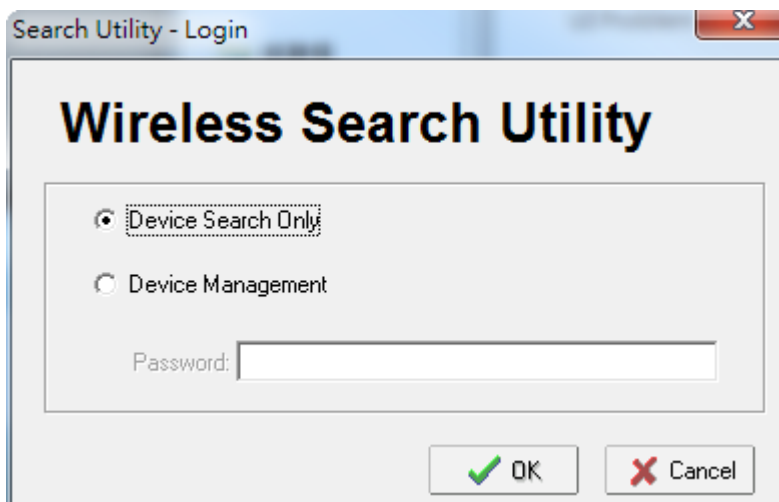 Search Utility - Login
Wireless Search Utility
Device Search Only
Device Management
Password:
OK
Cancel